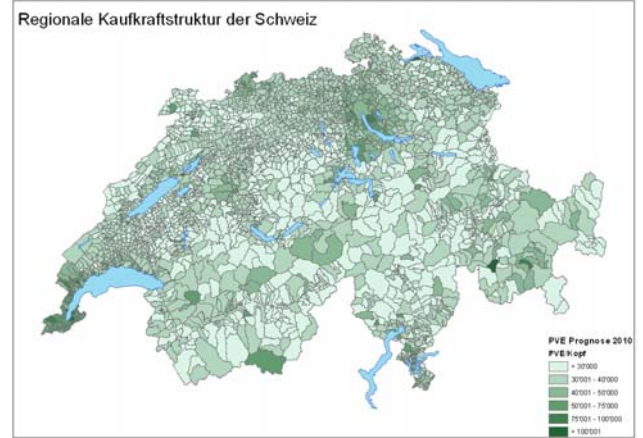 Regionale Kaufkraftstruktur der Schweiz
PVE Prognose 2010
PVE/Kopf
< 30'000
30'001 - 40'000
40'001 - 50'000
50'001 - 75'000
75'001 - 100'000
> 100'001